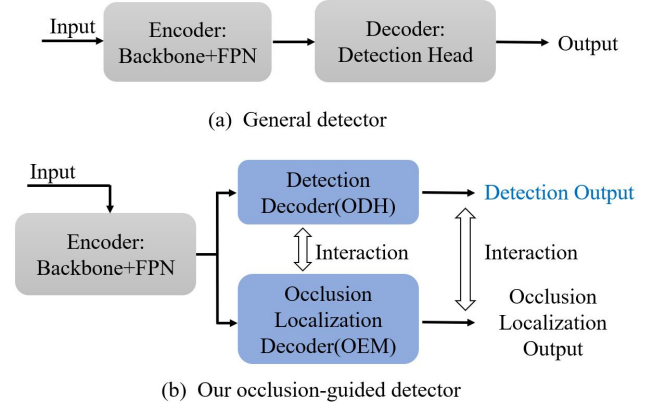 Input
Encoder:
Backbone+FPN
Decoder:
Detection Head
Output
(a) General detector
Input
Encoder:
Backbone+FPN
Detection
Decoder(ODH)
Detection Output
Interaction
Interaction
Occlusion
Localization
Decoder(OEM)
Occlusion
Localization
Output
(b) Our occlusion-guided detector